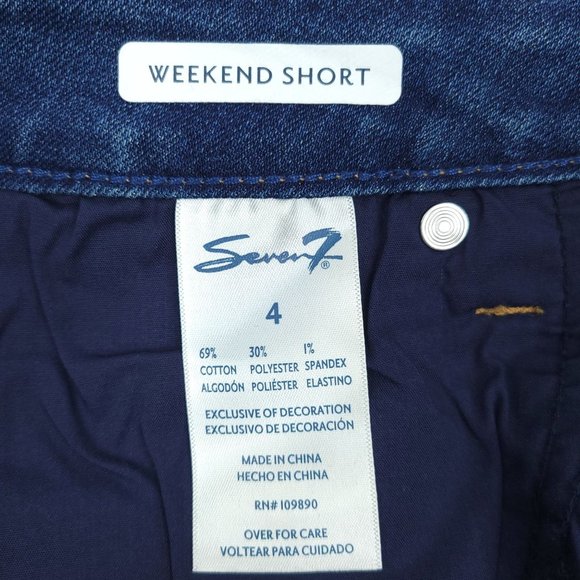 WEEKEND SHORT
Seven7®
4
69% 30% 1%
COTTON POLYESTER SPANDEX
ALGODÓN POLIÉSTER ELASTINO
EXCLUSIVE OF DECORATION
EXCLUSIVO DE DECORACIÓN
MADE IN CHINA
HECHO EN CHINA
RN# 109890
OVER FOR CARE
VOLTEAR PARA CUIDADO